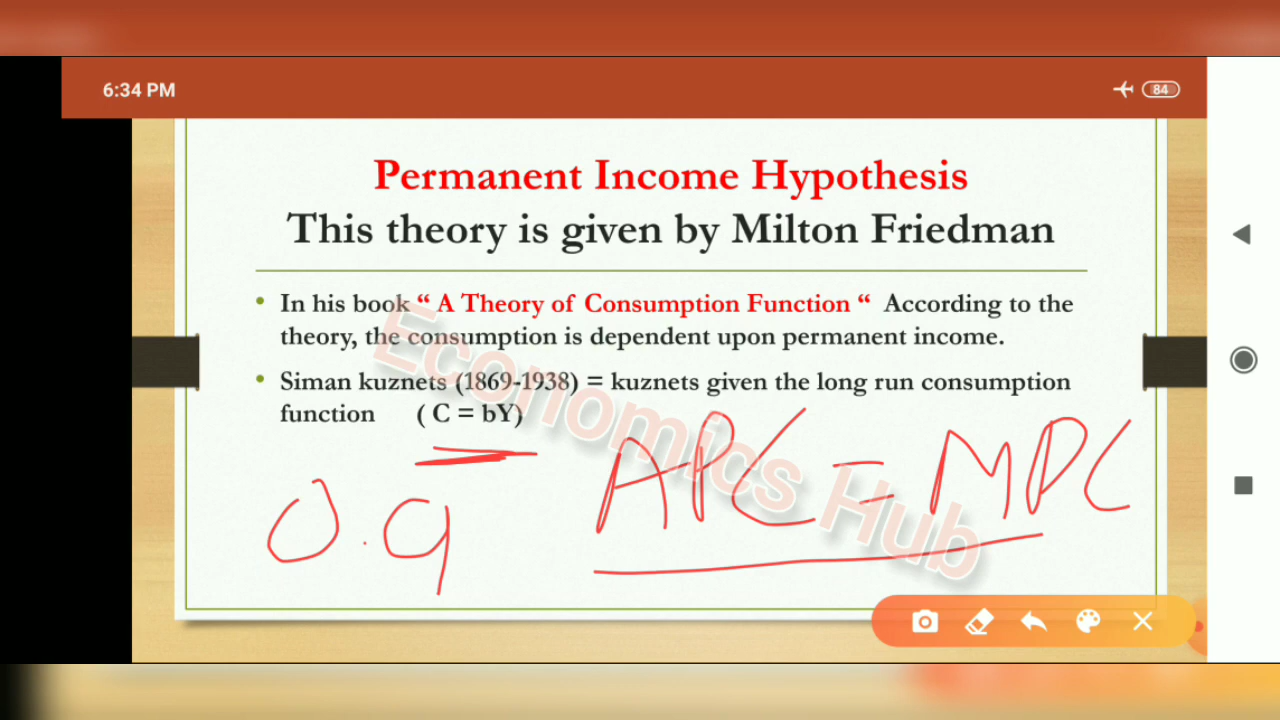 6:34 PM
84
Permanent Income Hypothesis
This theory is given by Milton Friedman
• In his book “ A Theory of Consumption Function “ According to the
theory, the consumption is dependent upon permanent income.
• Siman kuznets (1869-1938) = kuznets given the long run consumption
function ( C = bY)
0.9 APC = MPC
Economics Hub